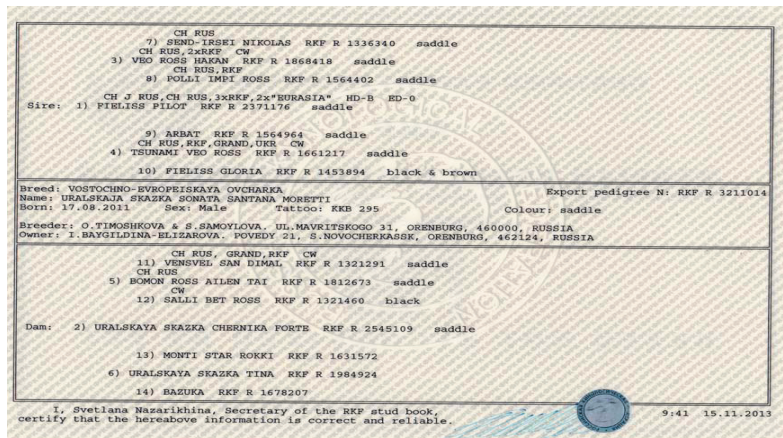 CH RUS
7) SEND-IRSEI NIKOLAS RKF R 1336340 saddle
CH RUS,2xRKF CW
3) VEO ROSS HAKAN RKF R 1868418 saddle
CH RUS,RKF
8) POLLI IMPI ROSS RKF R 1564402 saddle
CH J RUS,CH RUS,3xRKF,2x"EURASIA" HD-B ED-0
Sire: 1) FIELISS PILOT RKF R 2371176 saddle
9) ARBAT RKF R 1564964 saddle
CH RUS,RKF,GRAND,UKR CW
4) TSUNAMI VEO ROSS RKF R 1661217 saddle
10) FIELISS GLORIA RKF R 1453894 black & brown
Breed: VOSTOCHNO-EVROPEISKAYA OVCHARKA Export pedigree N: RKF R 3211014
Name: URALSKAJA SKAZKA SONATA SANTANA MORETTI
Born: 17.08.2011 Sex: Male Tattoo: KKB 295 Colour: saddle
Breeder: O.TIMOSHKOVA & S.SAMOYLOVA. UL.MAVRITSKOGO 31, ORENBURG, 460000, RUSSIA
Owner: I.BAYGILDINA-ELIZAROVA. POVEDY 21, S.NOVOCHERKASSK, ORENBURG, 462124, RUSSIA
CH RUS, GRAND,RKF CW
11) VENSVEL SAN DIMAL RKF R 1321291 saddle
CH RUS
5) BOMON ROSS AILEN TAI RKF R 1812673 saddle
CW
12) SALLI BET ROSS RKF R 1321460 black
Dam: 2) URALSKAYA SKAZKA CHERNIKA FORTE RKF R 2545109 saddle
13) MONTI STAR ROKKI RKF R 1631572
6) URALSKAYA SKAZKA TINA RKF R 1984924
14) BAZUKA RKF R 1678207
I, Svetlana Nazarikhina, Secretary of the RKF stud book,
certify that the hereabove information is correct and reliable.
9:41 15.11.2013